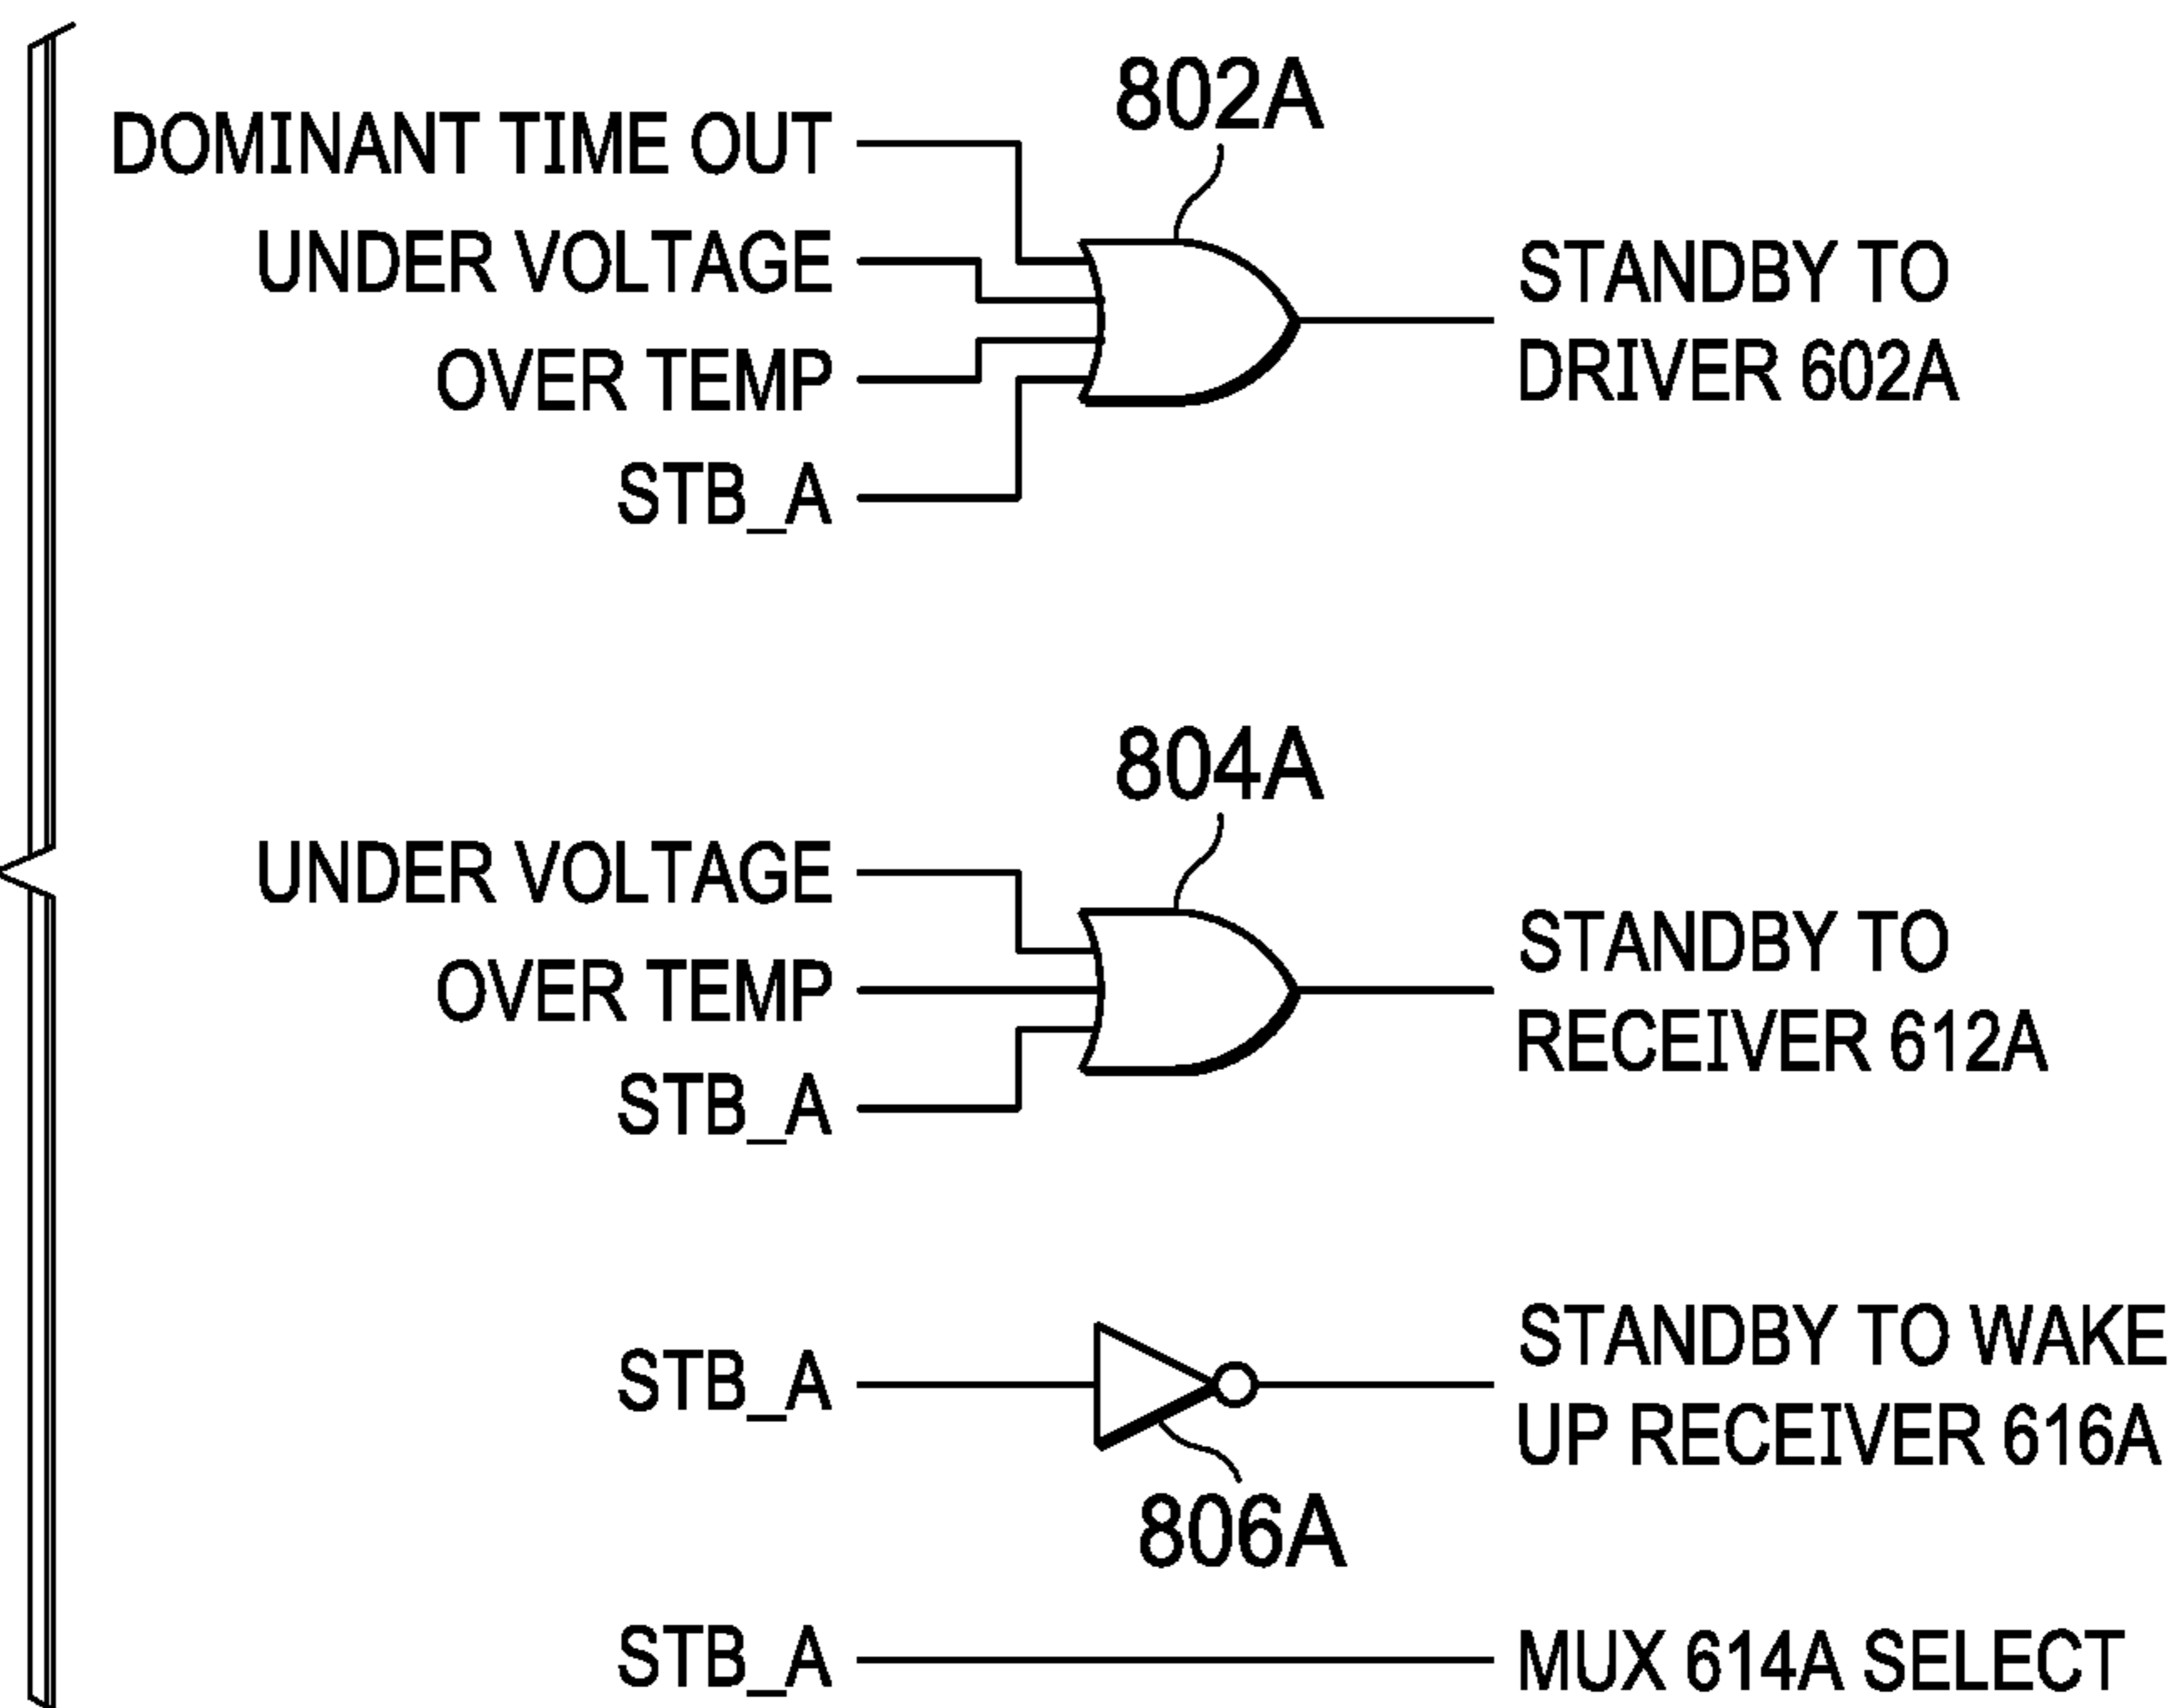 802A
DOMINANT TIME OUT
UNDER VOLTAGE
OVER TEMP
STB_A
STANDBY TO
DRIVER 602A
804A
UNDER VOLTAGE
OVER TEMP
STB_A
STANDBY TO
RECEIVER 612A
STB_A
STANDBY TO WAKE
UP RECEIVER 616A
806A
STB_A
MUX 614A SELECT